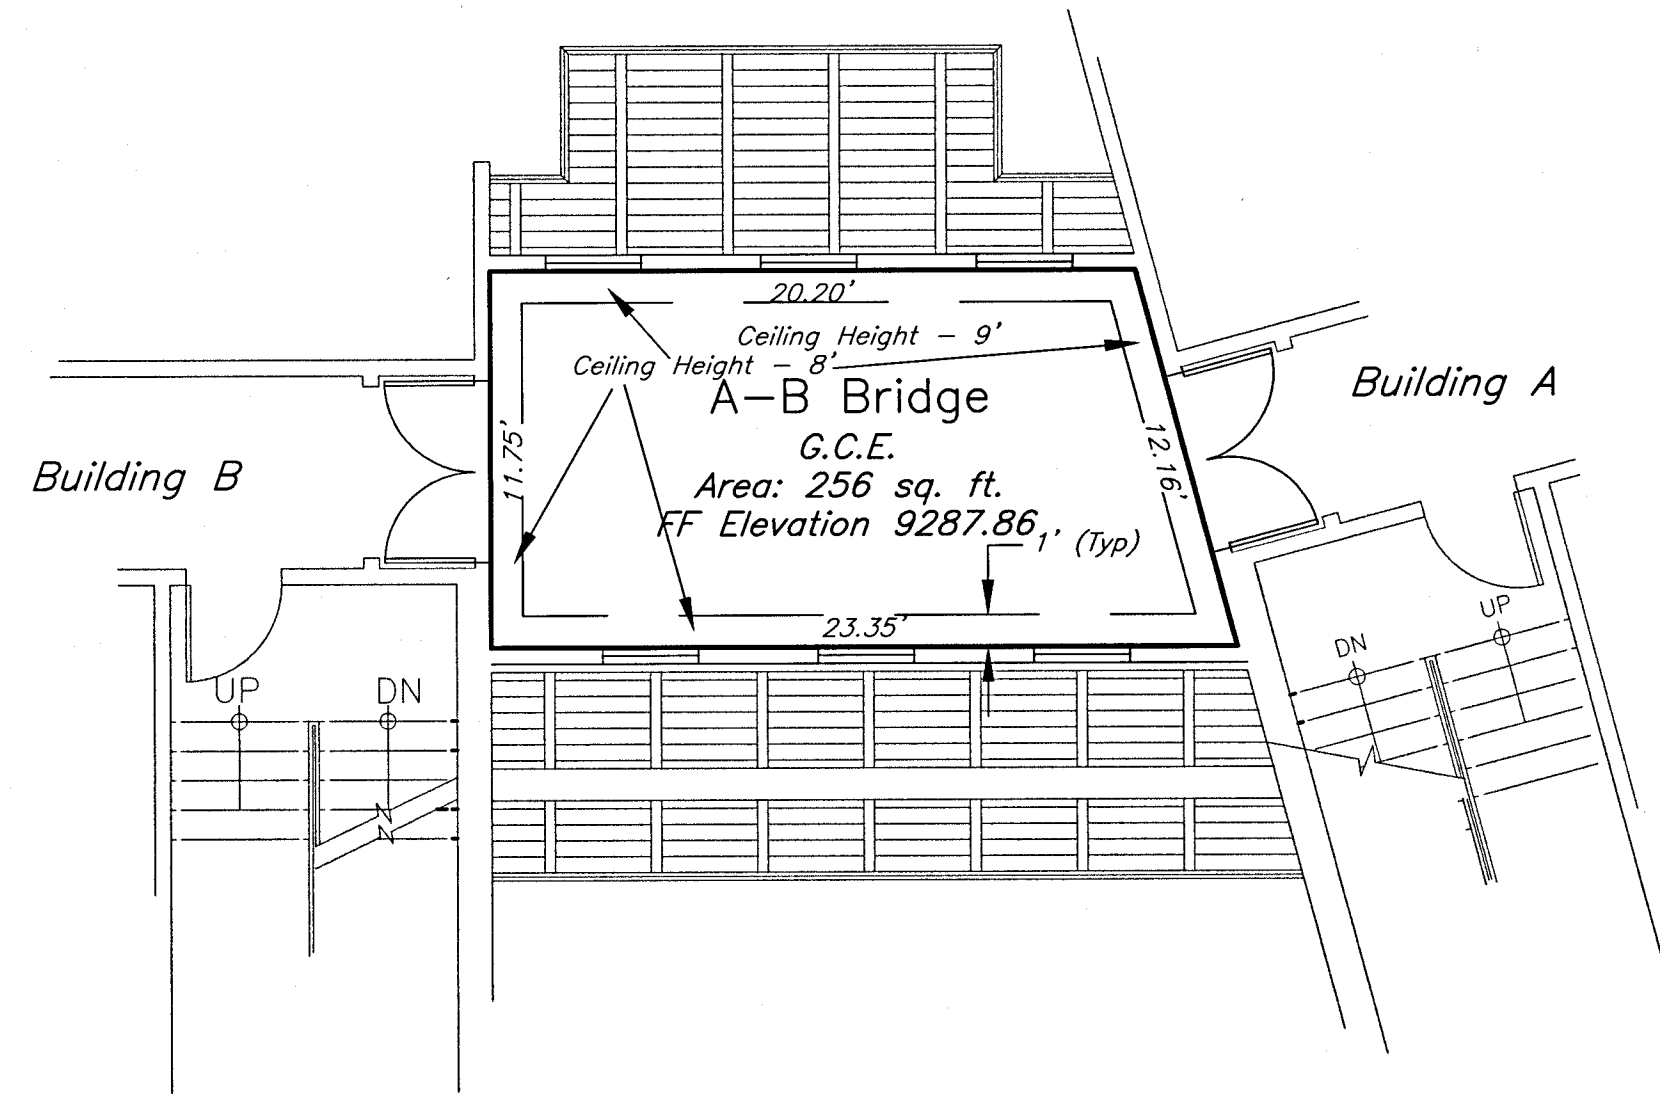 20.20'
Ceiling Height - 9'
Ceiling Height - 8'
A-B Bridge
Building A
G.C.E.
11.75'
12.16'
Building B
Area: 256 sq. ft.
FF Elevation 9287.86
1' (Typ)
23.35'
UP
DN
UP
DN